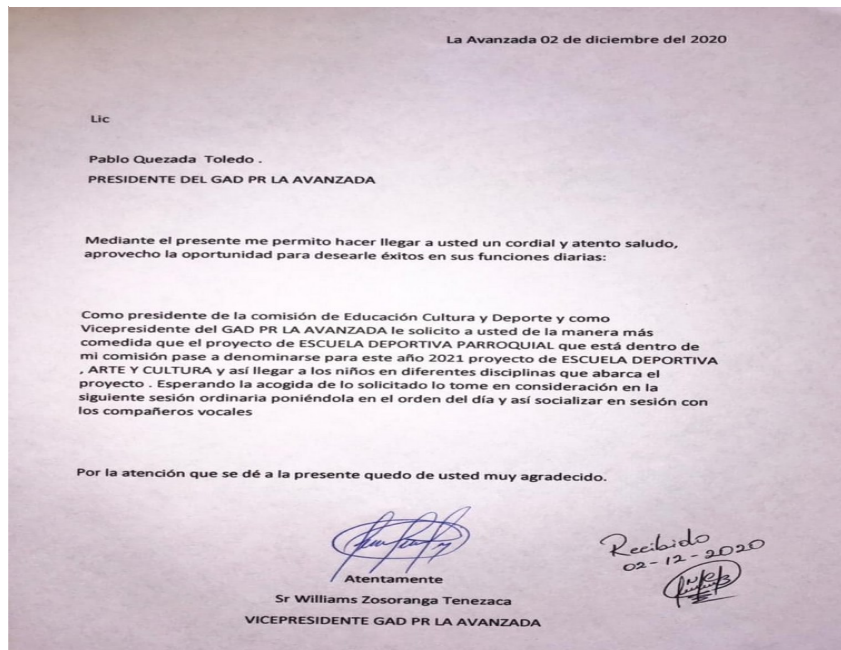 La Avanzada 02 de diciembre del 2020
Lic
Pablo Quezada Toledo .
PRESIDENTE DEL GAD PR LA AVANZADA
Mediante el presente me permito hacer llegar a usted un cordial y atento saludo,
aprovecho la oportunidad para desearle éxitos en sus funciones diarias:
Como presidente de la comisión de Educación Cultura y Deporte y como
Vicepresidente del GAD PR LA AVANZADA le solicito a usted de la manera más
comedida que el proyecto de ESCUELA DEPORTIVA PARROQUIAL que está dentro de
mi comisión pase a denominarse para este año 2021 proyecto de ESCUELA DEPORTIVA
, ARTE Y CULTURA y así llegar a los niños en diferentes disciplinas que abarca el
proyecto . Esperando la acogida de lo solicitado lo tome en consideración en la
siguiente sesión ordinaria poniéndola en el orden del día y así socializar en sesión con
los compañeros vocales
Por la atención que se dé a la presente quedo de usted muy agradecido.
Recibido
02-12-2020
Atentamente
Sr Williams Zosoranga Tenezaca
VICEPRESIDENTE GAD PR LA AVANZADA